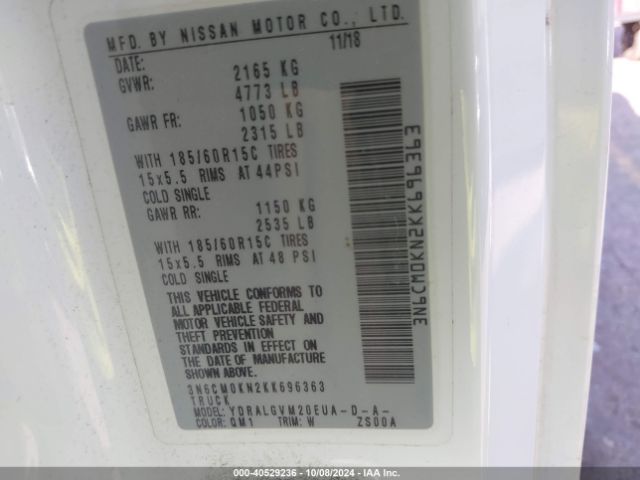 MFD. BY NISSAN MOTOR CO., LTD.
DATE: 11/18
GVWR: 2165 KG
4773 LB
GAWR FR: 1050 KG
2315 LB
WITH 185/60R15C TIRES
15x5.5 RIMS AT 44PSI
COLD SINGLE
GAWR RR: 1150 KG
2535 LB
WITH 185/60R15C TIRES
15x5.5 RIMS AT 48 PSI
COLD SINGLE
THIS VEHICLE CONFORMS TO
ALL APPLICABLE FEDERAL
MOTOR VEHICLE SAFETY AND
THEFT PREVENTION
STANDARDS IN EFFECT ON
THE DATE OF MANUFACTURE
SHOWN ABOVE.
3N6CM0KN2KK696363
TRUCK
MODEL: YDRALGVM20EUA-D-A-
COLOR: QM1 TRIM: W ZS00A
3N6CM0KN2KK696363
000-40529236 - 10/08/2024 - IAAI.COM